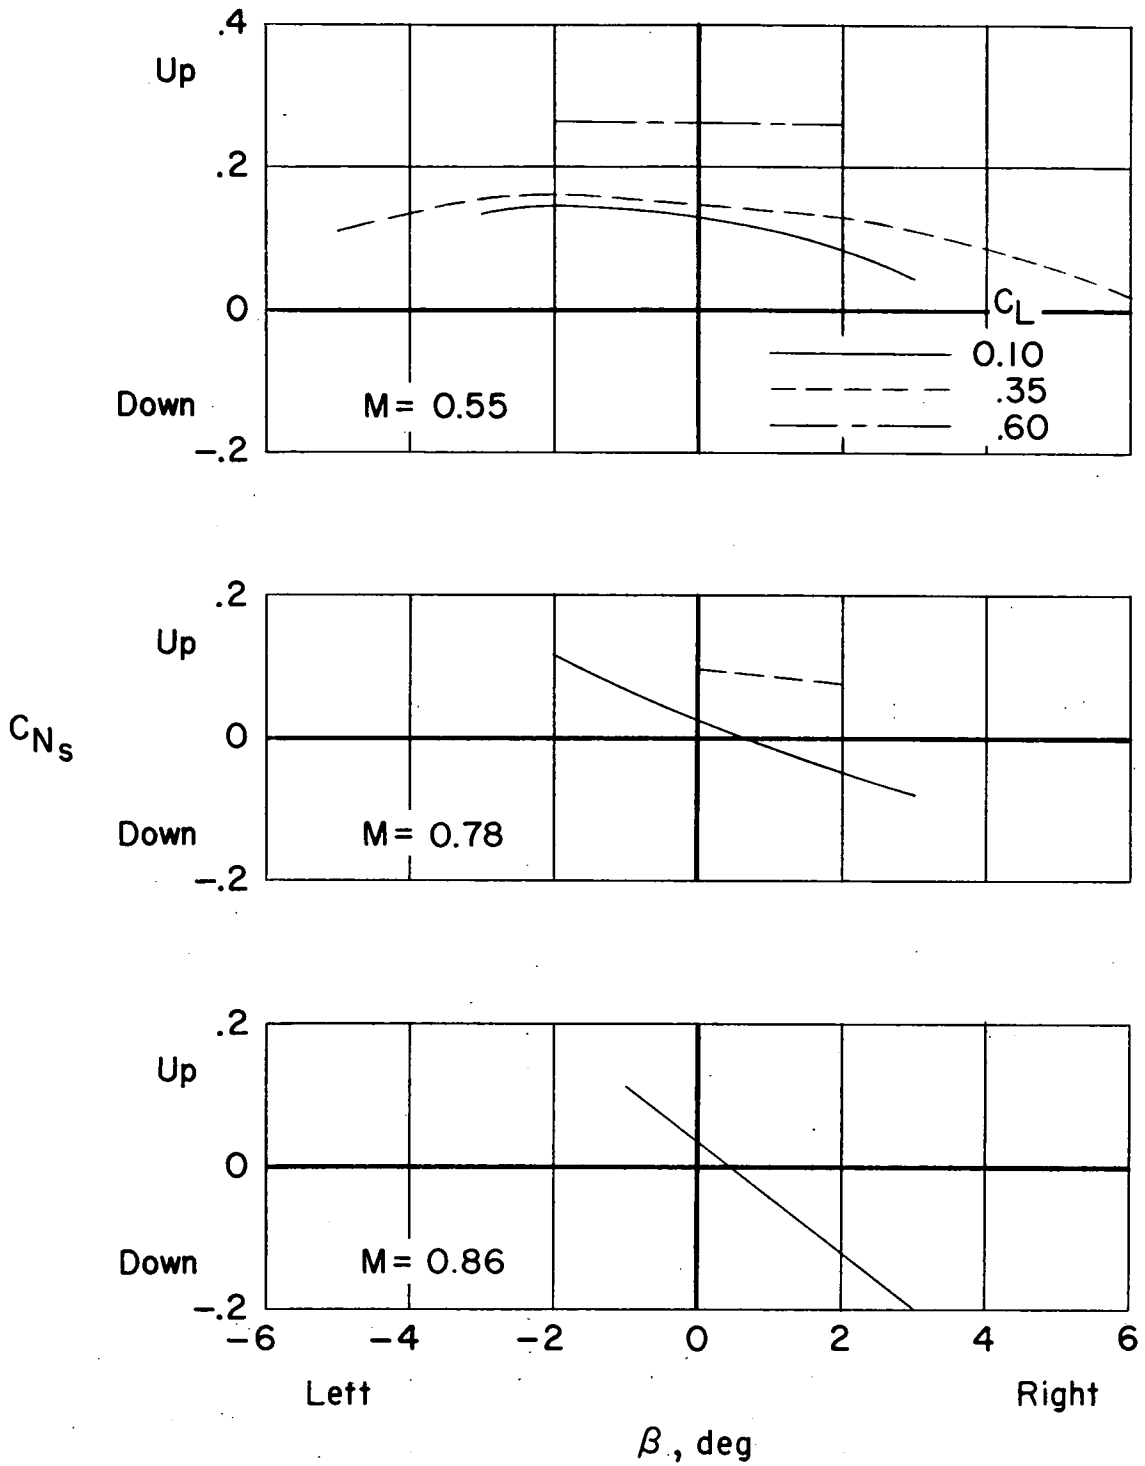 .4
Up
.2
0
C_L
0.10
.35
.60
Down
M = 0.55
-.2
.2
Up
C_Ns
0
Down
M = 0.78
-.2
.2
Up
0
Down
M = 0.86
-.2
-6 -4 -2 0 2 4 6
Left Right
β, deg